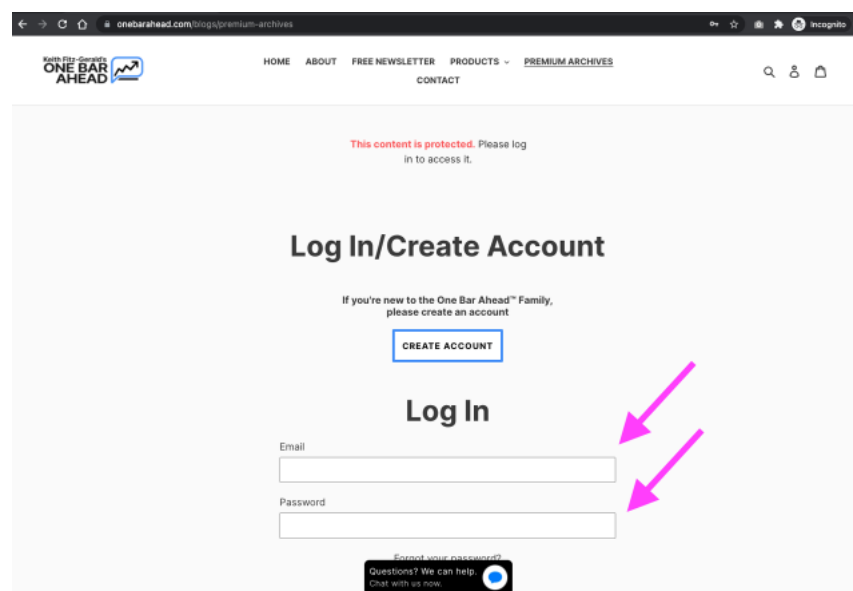 onebarahead.com/blogs/premium-archives
Incognito
Keith Fitz-Gerald's
ONE BAR
AHEAD
HOME ABOUT FREE NEWSLETTER PRODUCTS PREMIUM ARCHIVES
CONTACT
This content is protected. Please log
in to access it.
Log In/Create Account
If you're new to the One Bar Ahead™ Family,
please create an account
CREATE ACCOUNT
Log In
Email
Password
Forgot your password?
Questions? We can help.
Chat with us now.